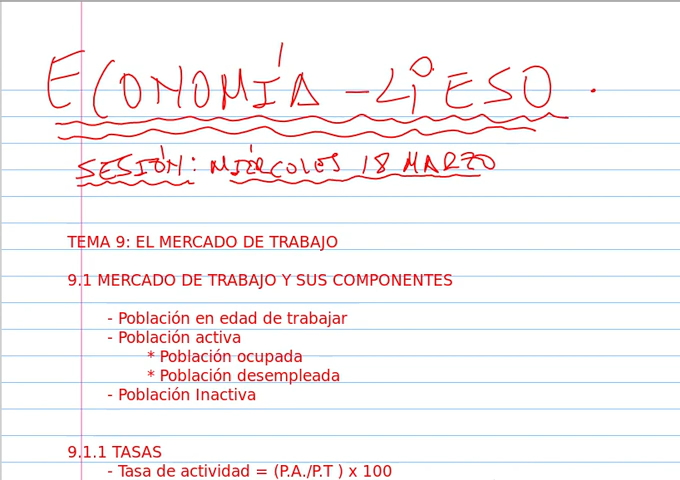 ECONOMÍA - 4º ESO.
SESIÓN: MIÉRCOLES 18 MARZO
TEMA 9: EL MERCADO DE TRABAJO
9.1 MERCADO DE TRABAJO Y SUS COMPONENTES
- Población en edad de trabajar
- Población activa
* Población ocupada
* Población desempleada
- Población Inactiva
9.1.1 TASAS
- Tasa de actividad = (P.A./P.T ) x 100